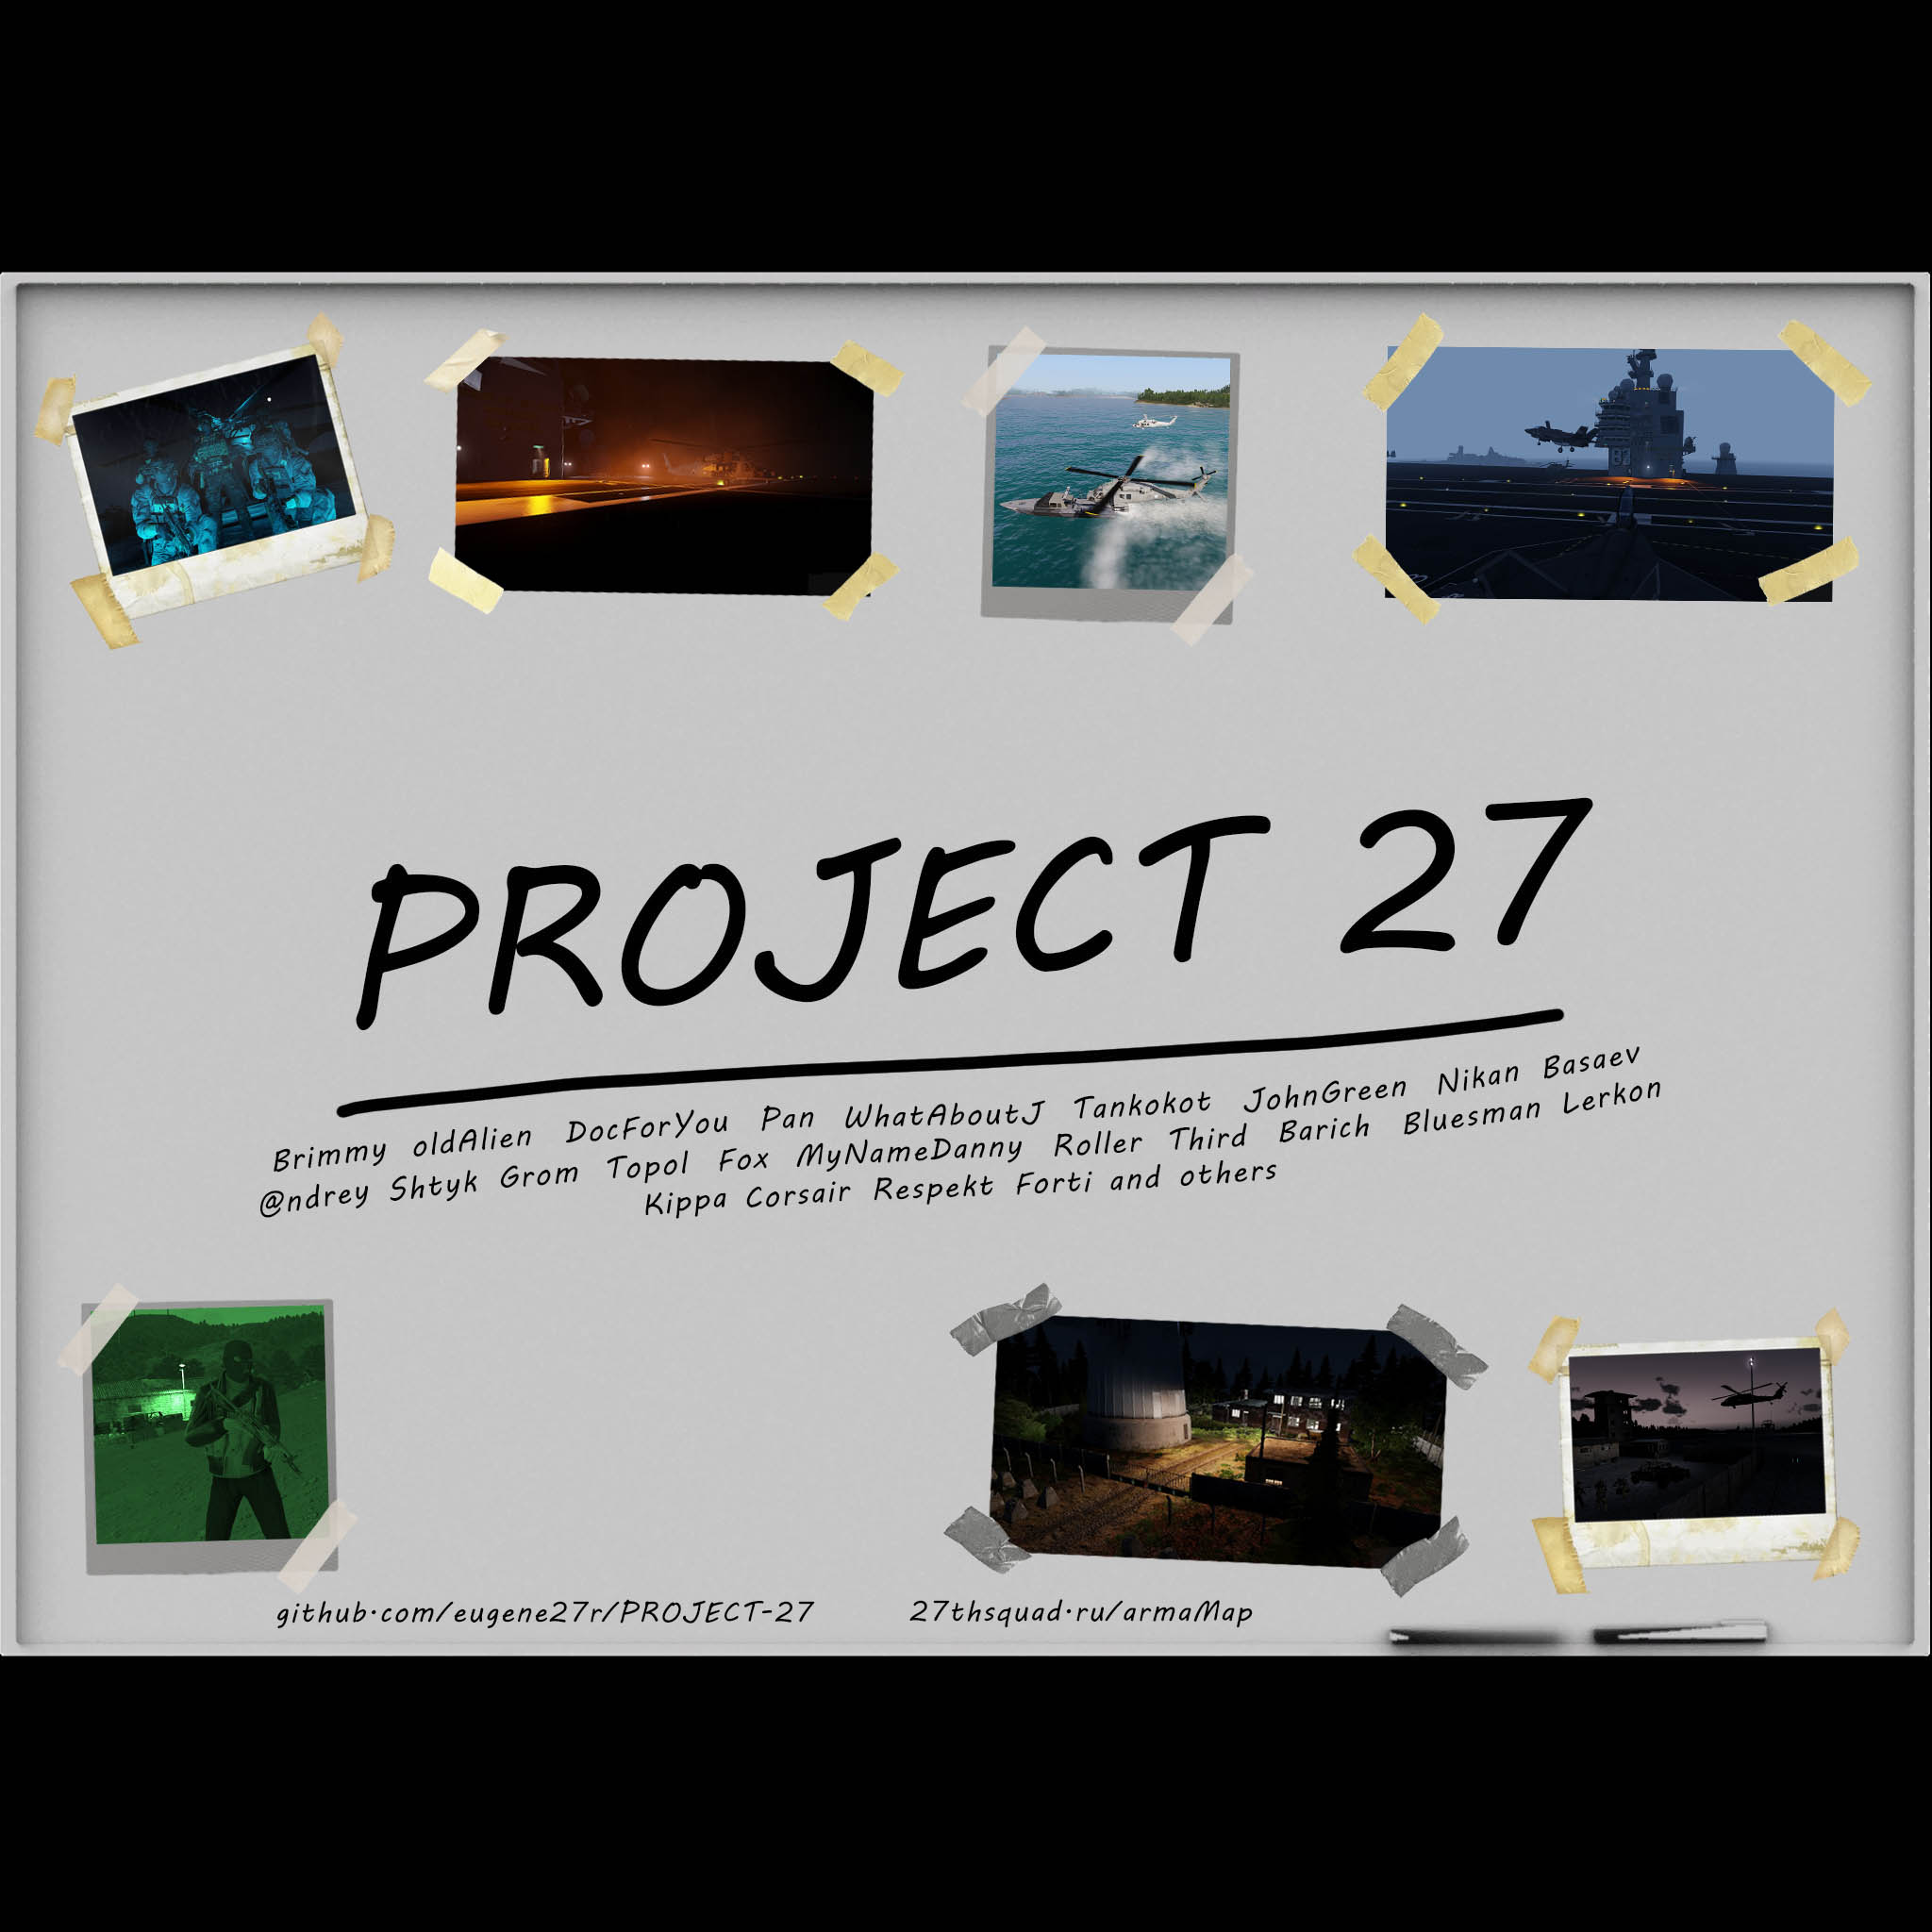 PROJECT 27
Brimmy oldAlien DocForYou Pan WhatAboutJ Tankokot JohnGreen Nikan Basaev
@ndrey Shtyk Grom Topol Fox MyNameDanny Roller Third Barich Bluesman Lerkon
Kippa Corsair Respekt Forti and others
github.com/eugene27r/PROJECT-27
27thsquad.ru/armaMap